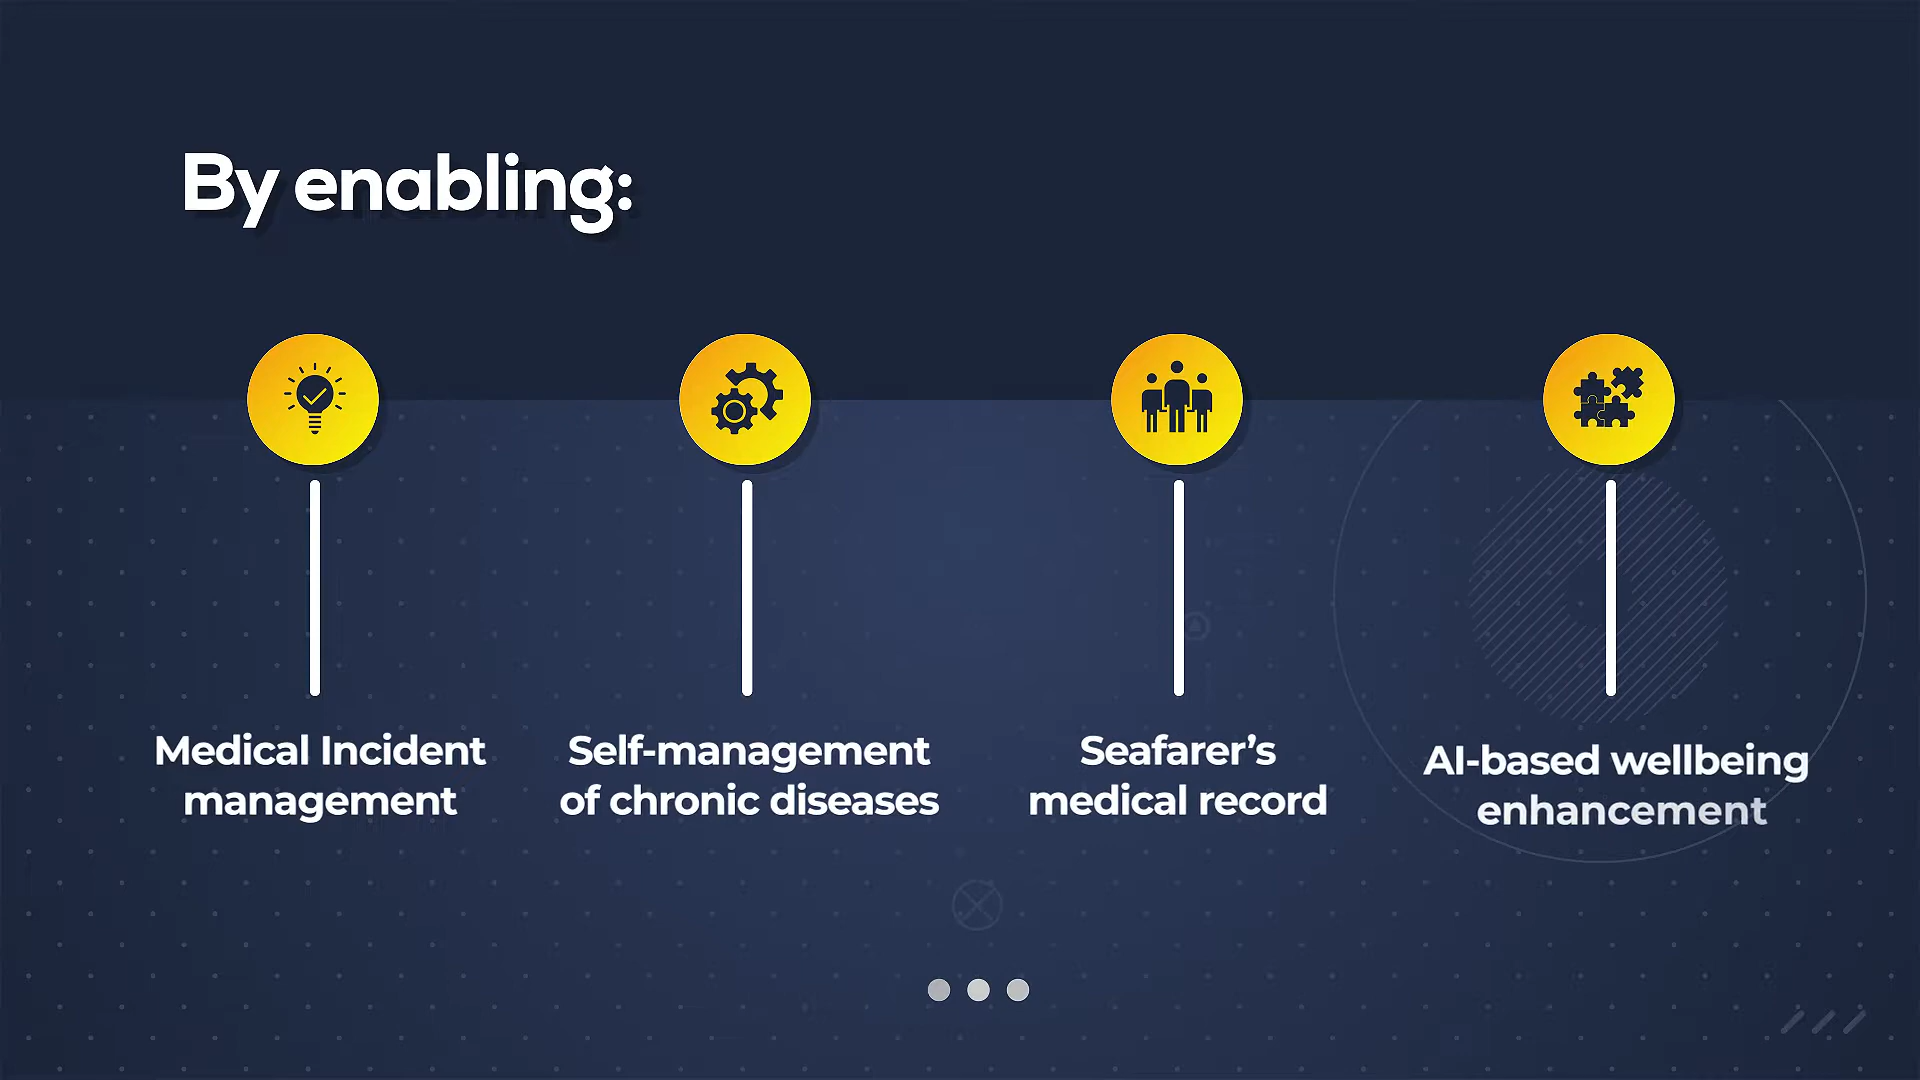 By enabling:
Medical Incident
management
Self-management
of chronic diseases
Seafarer’s
medical record
AI-based wellbeing
enhancement